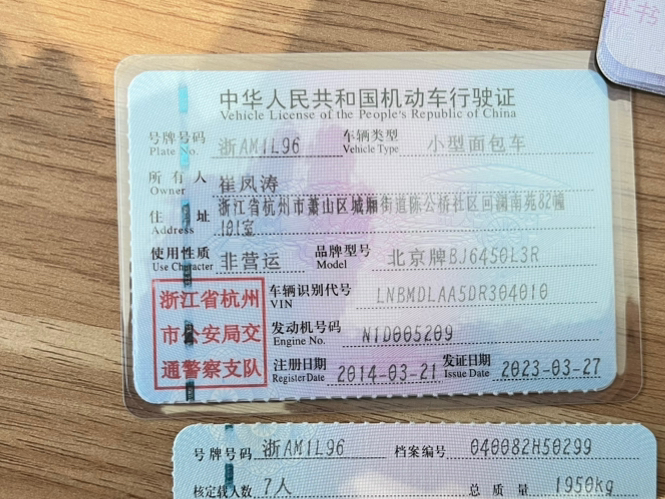 证书
中华人民共和国机动车行驶证
Vehicle License of the People's Republic of China
号牌号码 浙AM1L96 车辆类型 小型面包车
Plate No. Vehicle Type
所有人 崔凤涛
Owner
住址 浙江省杭州市萧山区城厢街道陈公桥社区回澜南苑82幢
Address 101室
使用性质 非营运 品牌型号 北京牌BJ6450L3R
Use Character Model
浙江省杭州 车辆识别代号 LNBMDLAA5DR304010
VIN
市公安局交 发动机号码 N1D005209
Engine No.
通警察支队 注册日期 2014-03-21 发证日期 2023-03-27
Register Date Issue Date
号牌号码 浙AM1L96 档案编号 040082H50299
核定载人数 7人 总质量 1950kg